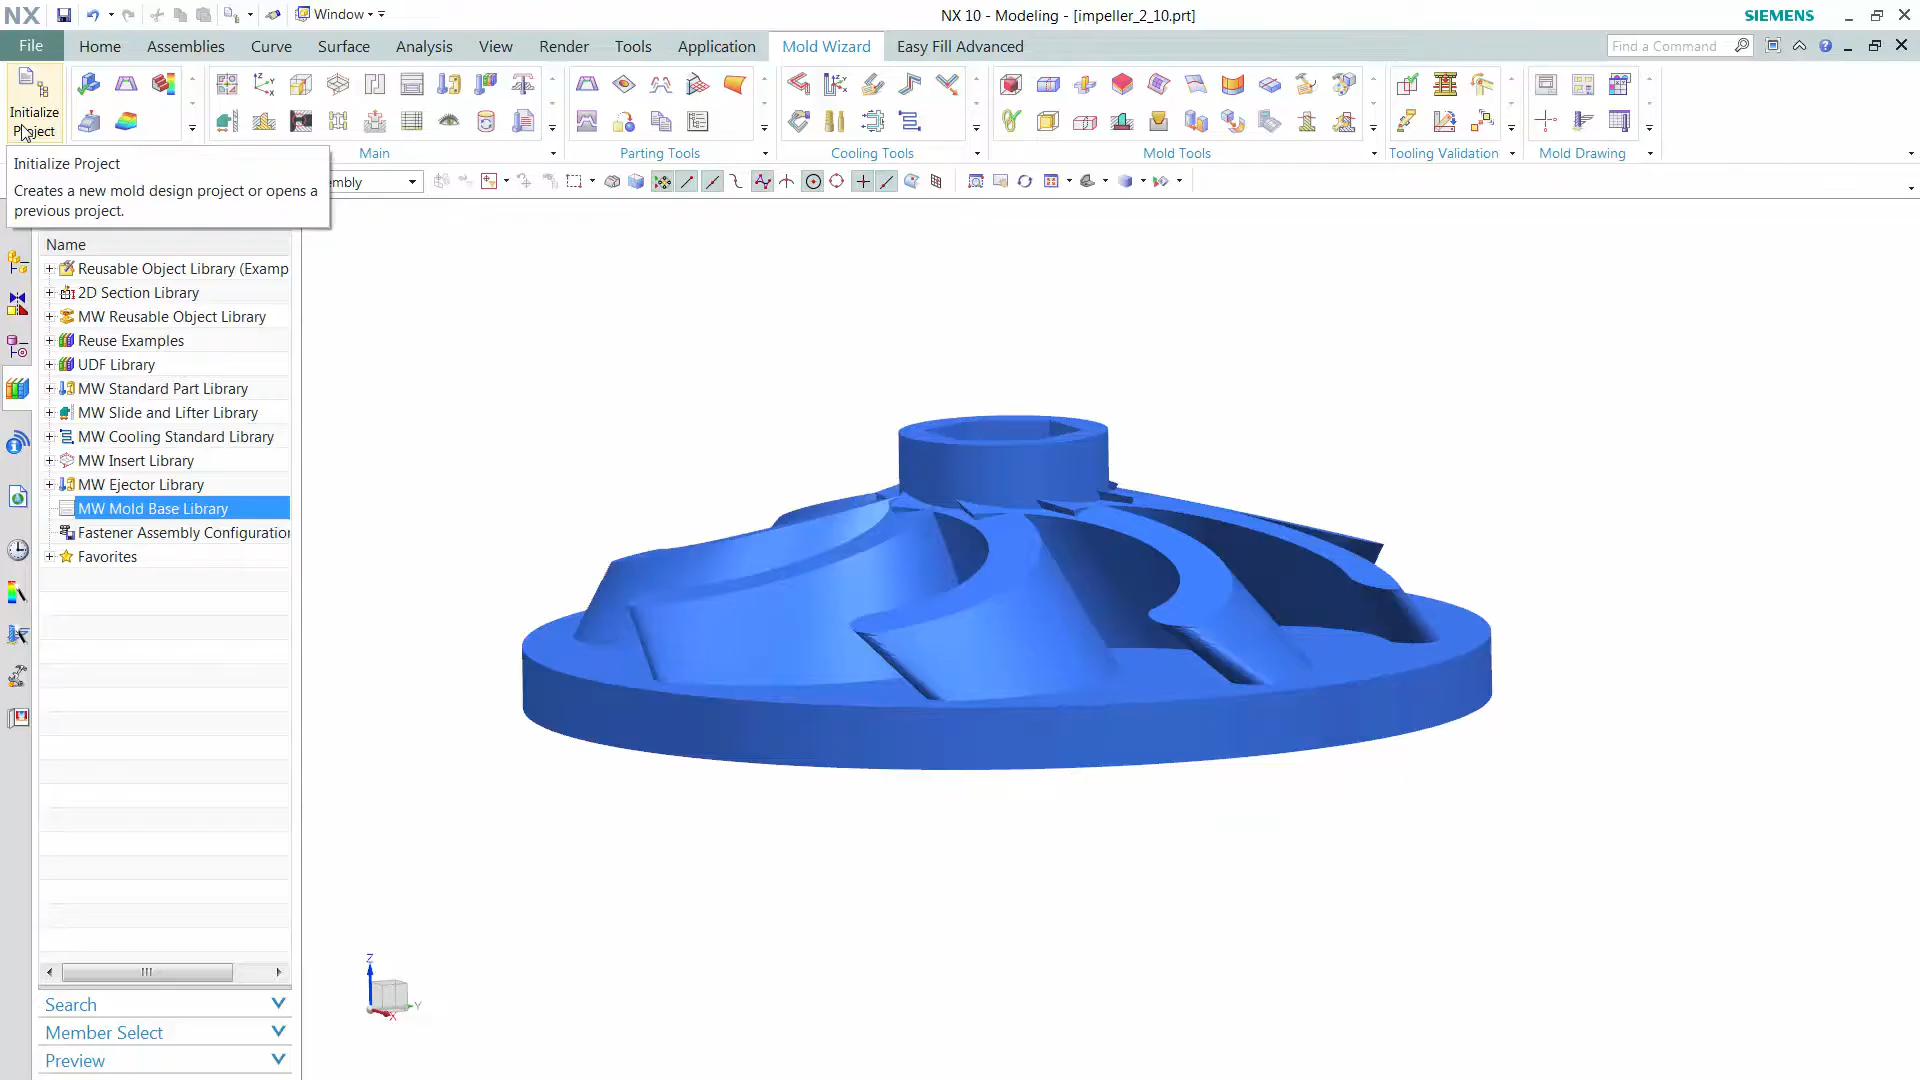 NX
Window
NX 10 - Modeling - [impeller_2_10.prt]
SIEMENS
File
Home
Assemblies
Curve
Surface
Analysis
View
Render
Tools
Application
Mold Wizard
Easy Fill Advanced
Find a Command
Initialize
Project
Main
Parting Tools
Cooling Tools
Mold Tools
Tooling Validation
Mold Drawing
Initialize Project
Creates a new mold design project or opens a
previous project.
embly
Name
Reusable Object Library (Examp
2D Section Library
MW Reusable Object Library
Reuse Examples
UDF Library
MW Standard Part Library
MW Slide and Lifter Library
MW Cooling Standard Library
MW Insert Library
MW Ejector Library
MW Mold Base Library
Fastener Assembly Configuration
Favorites
Search
Member Select
Preview
Z
Y
X